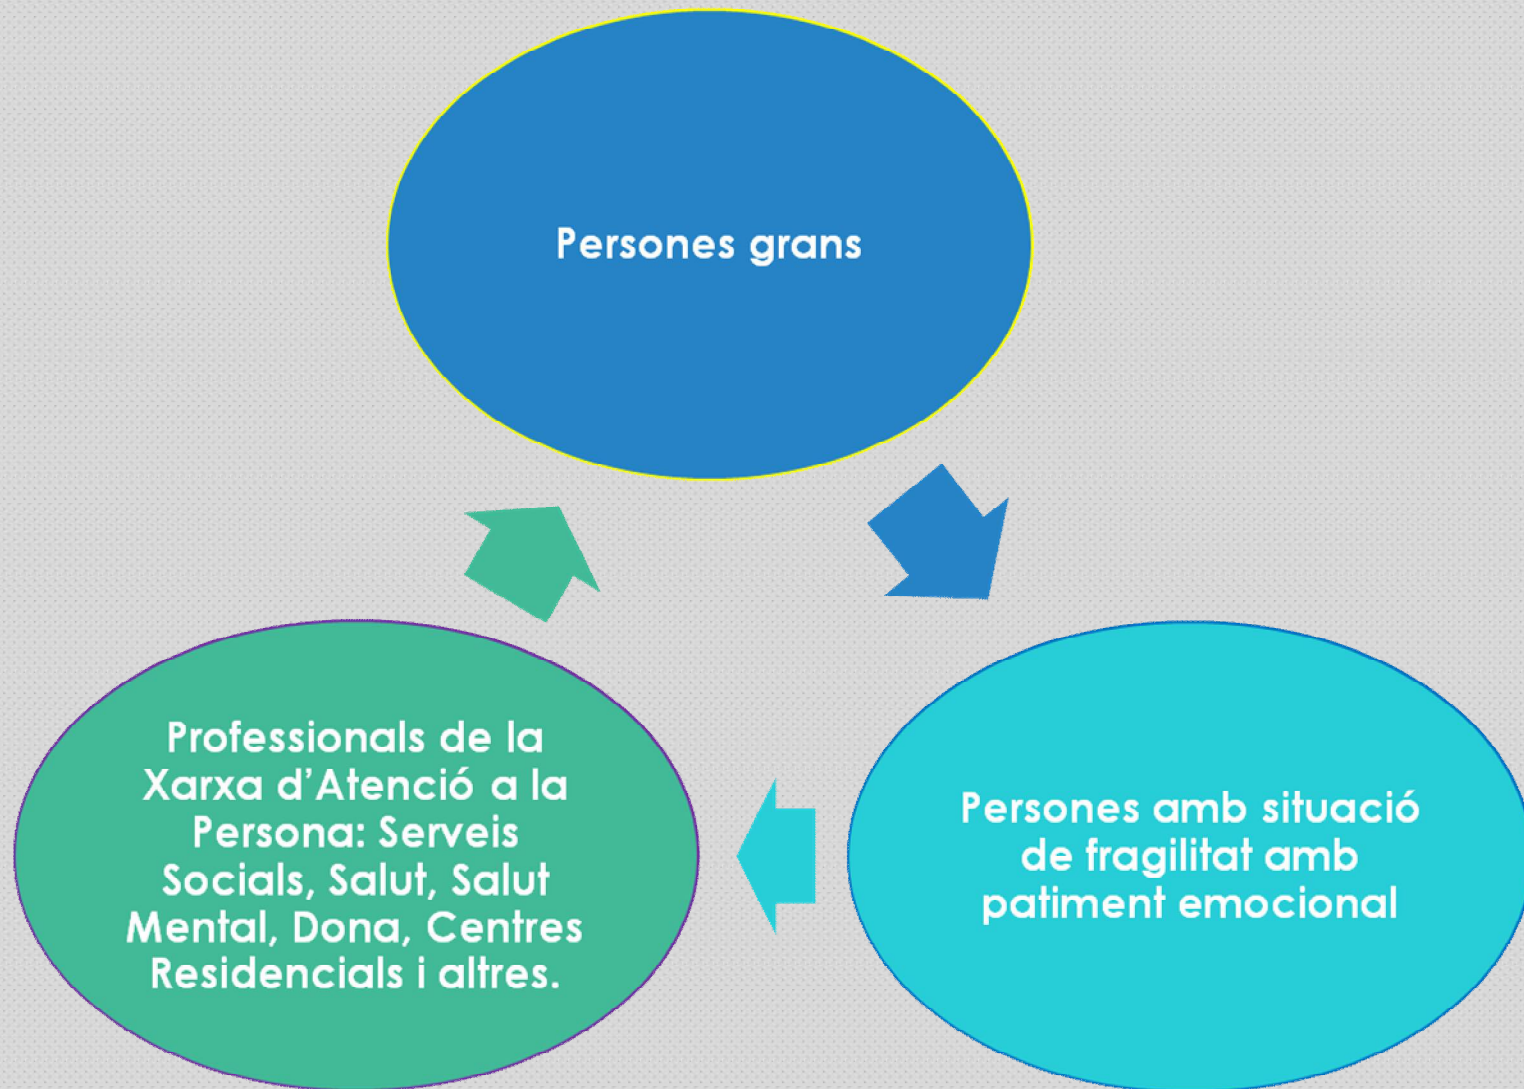 Persones grans
Professionals de la
Xarxa d’Atenció a la
Persona: Serveis
Socials, Salut, Salut
Mental, Dona, Centres
Residencials i altres.
Persones amb situació
de fragilitat amb
patiment emocional